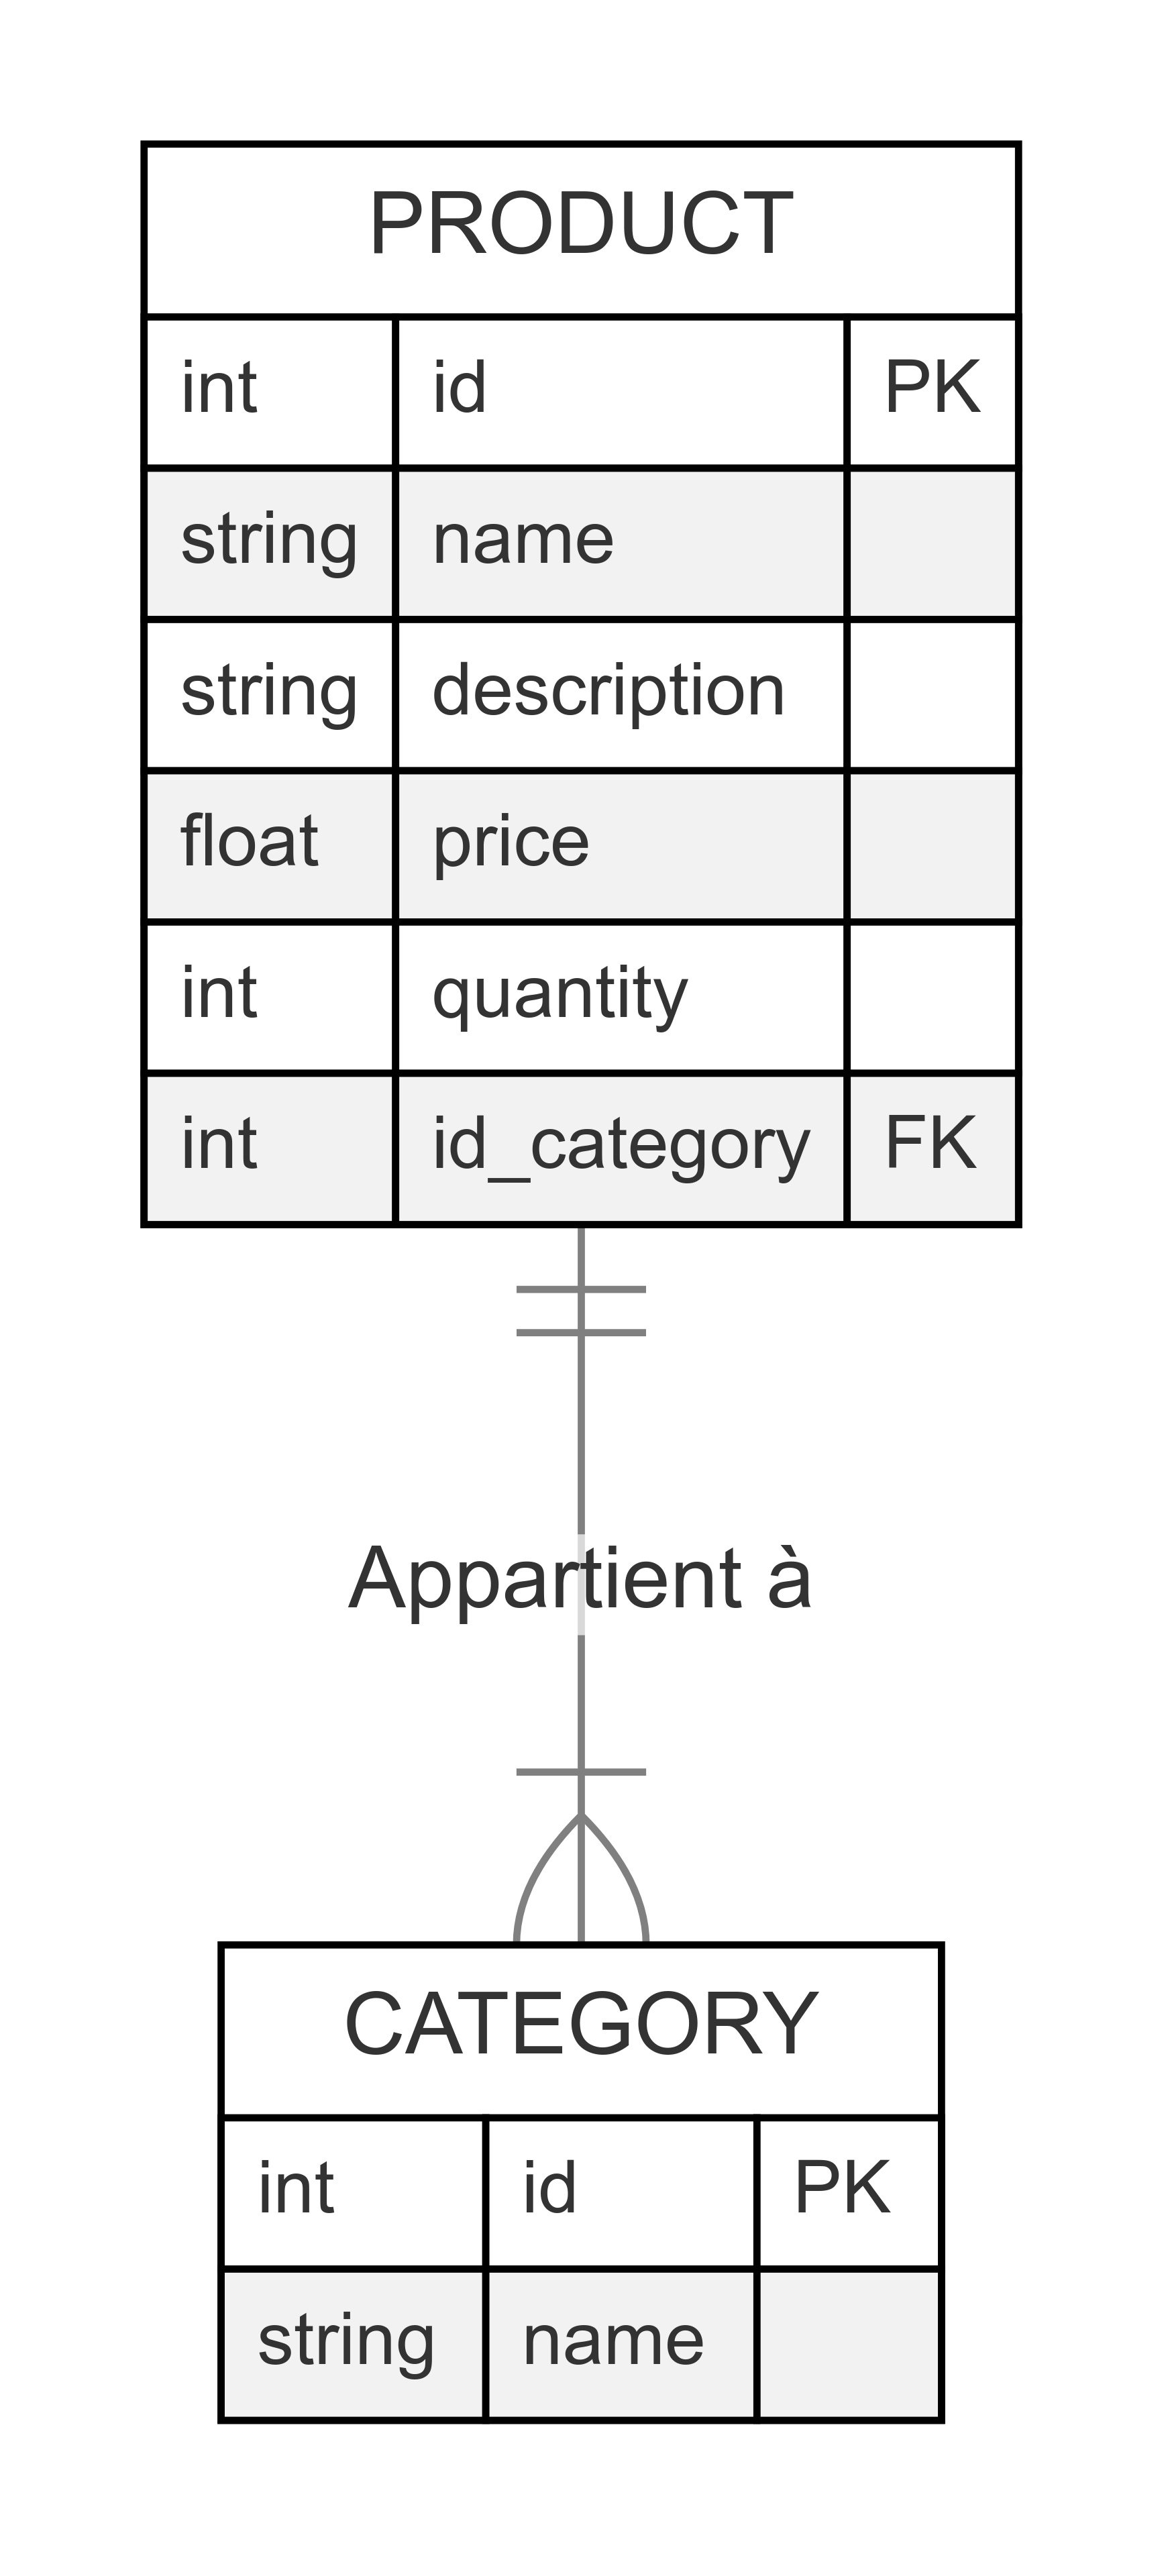 PRODUCT
int id PK
string name
string description
float price
int quantity
int id_category FK
Appartient à
CATEGORY
int id PK
string name